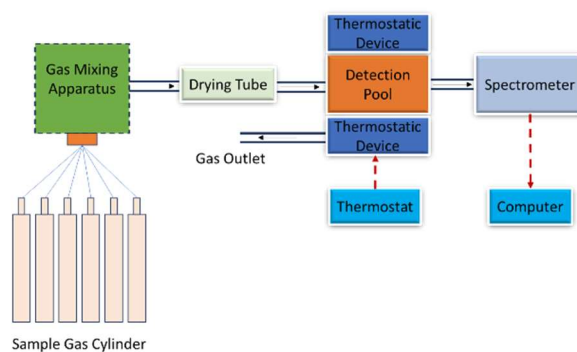 Thermostatic
Device
Gas Mixing
Apparatus
Drying Tube
Detection
Pool
Spectrometer
Thermostatic
Device
Gas Outlet
Thermostat
Computer
Sample Gas Cylinder